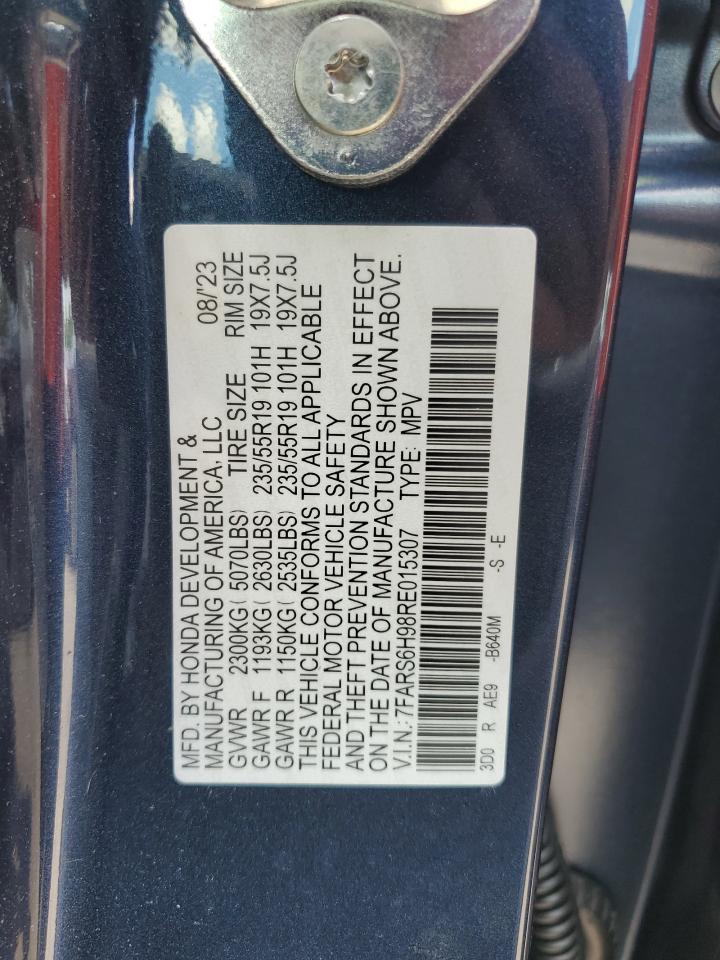 MFD. BY HONDA DEVELOPMENT &
MANUFACTURING OF AMERICA, LLC 08/'23
GVWR 2300KG( 5070LBS) TIRE SIZE RIM SIZE
GAWR F 1193KG( 2630LBS) 235/55R19 101H 19X7.5J
GAWR R 1150KG( 2535LBS) 235/55R19 101H 19X7.5J
THIS VEHICLE CONFORMS TO ALL APPLICABLE
FEDERAL MOTOR VEHICLE SAFETY
AND THEFT PREVENTION STANDARDS IN EFFECT
ON THE DATE OF MANUFACTURE SHOWN ABOVE.
V.I.N.: 7FARS6H98RE015307 TYPE: MPV
3D0 R AE9 -B640M -S -E